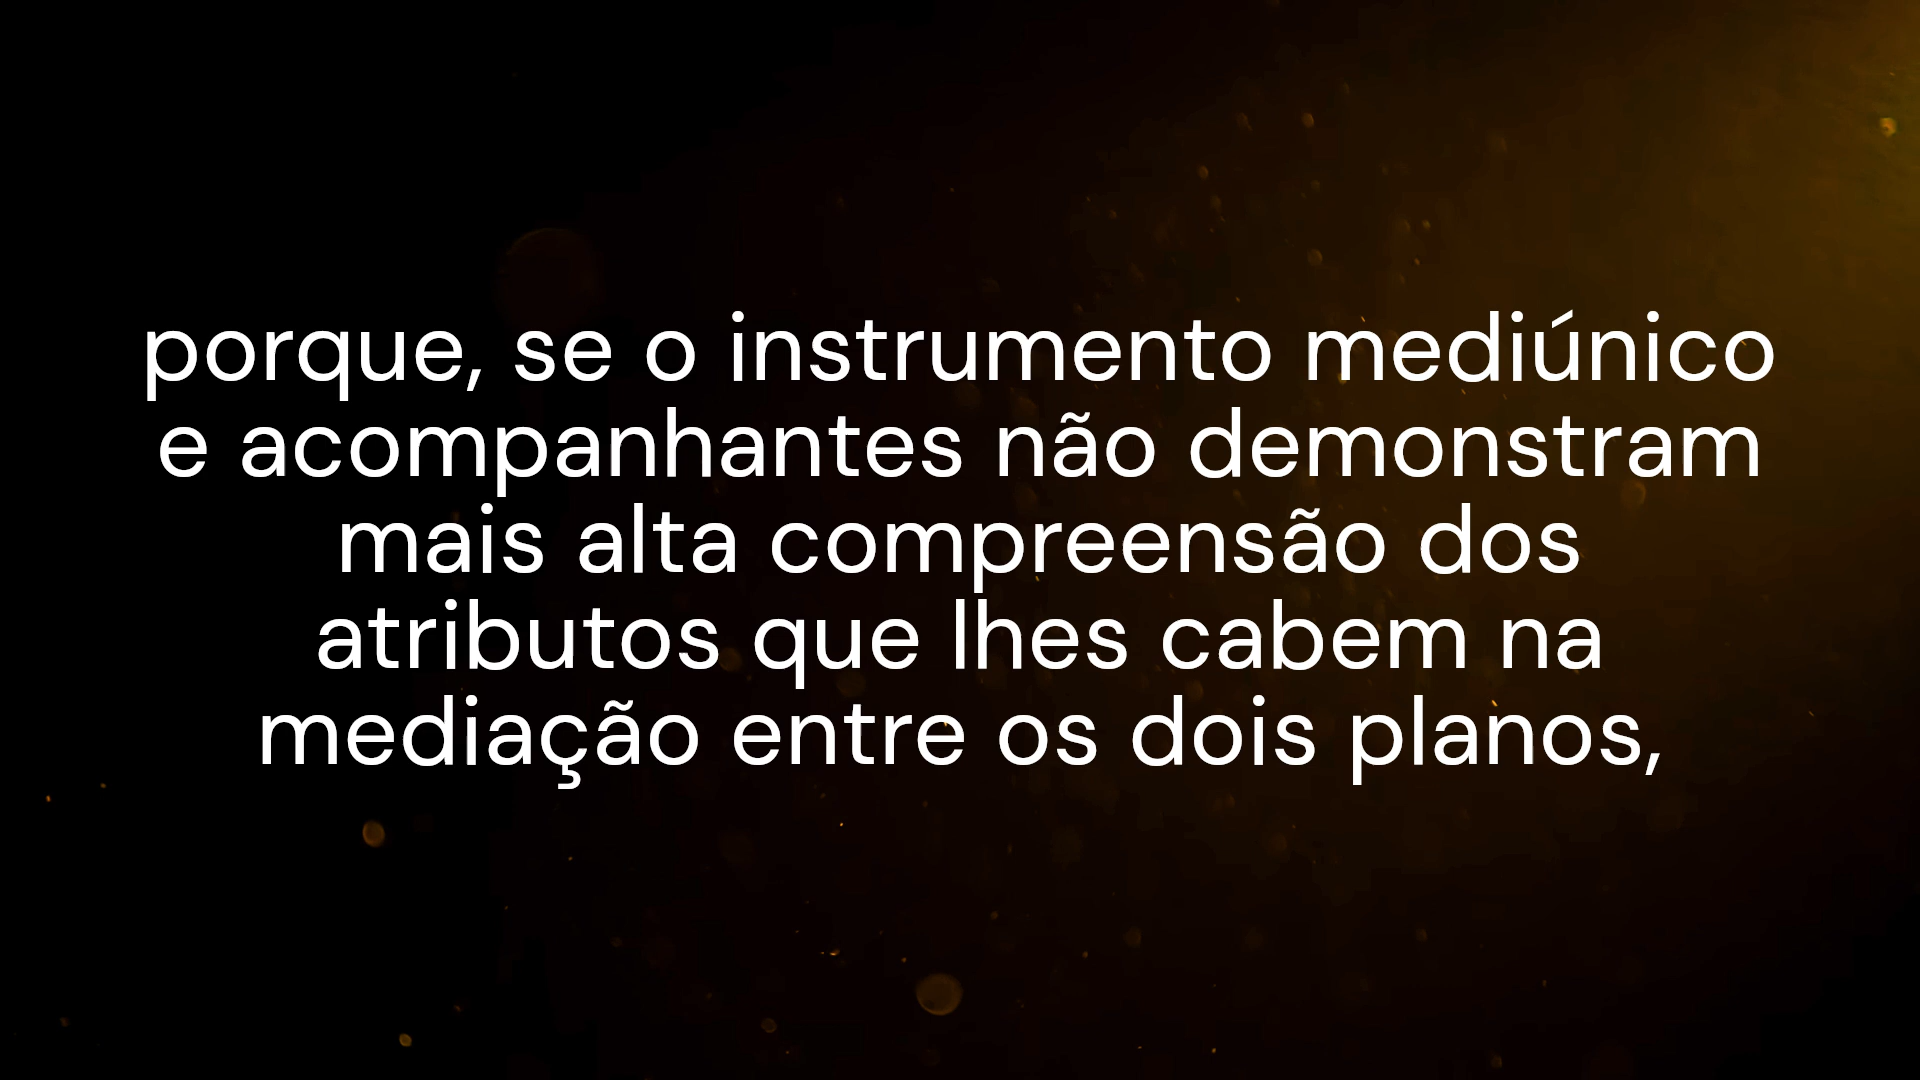 porque, se o instrumento mediúnico
e acompanhantes não demonstram
mais alta compreensão dos
atributos que lhes cabem na
mediação entre os dois planos,